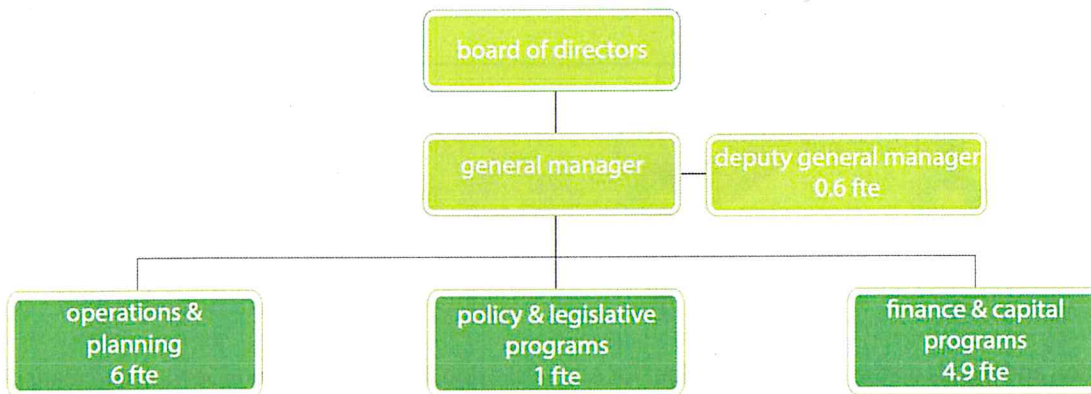 board of directors
general manager
deputy general manager
0.6 fte
operations &
planning
6 fte
policy & legislative
programs
1 fte
finance & capital
programs
4.9 fte